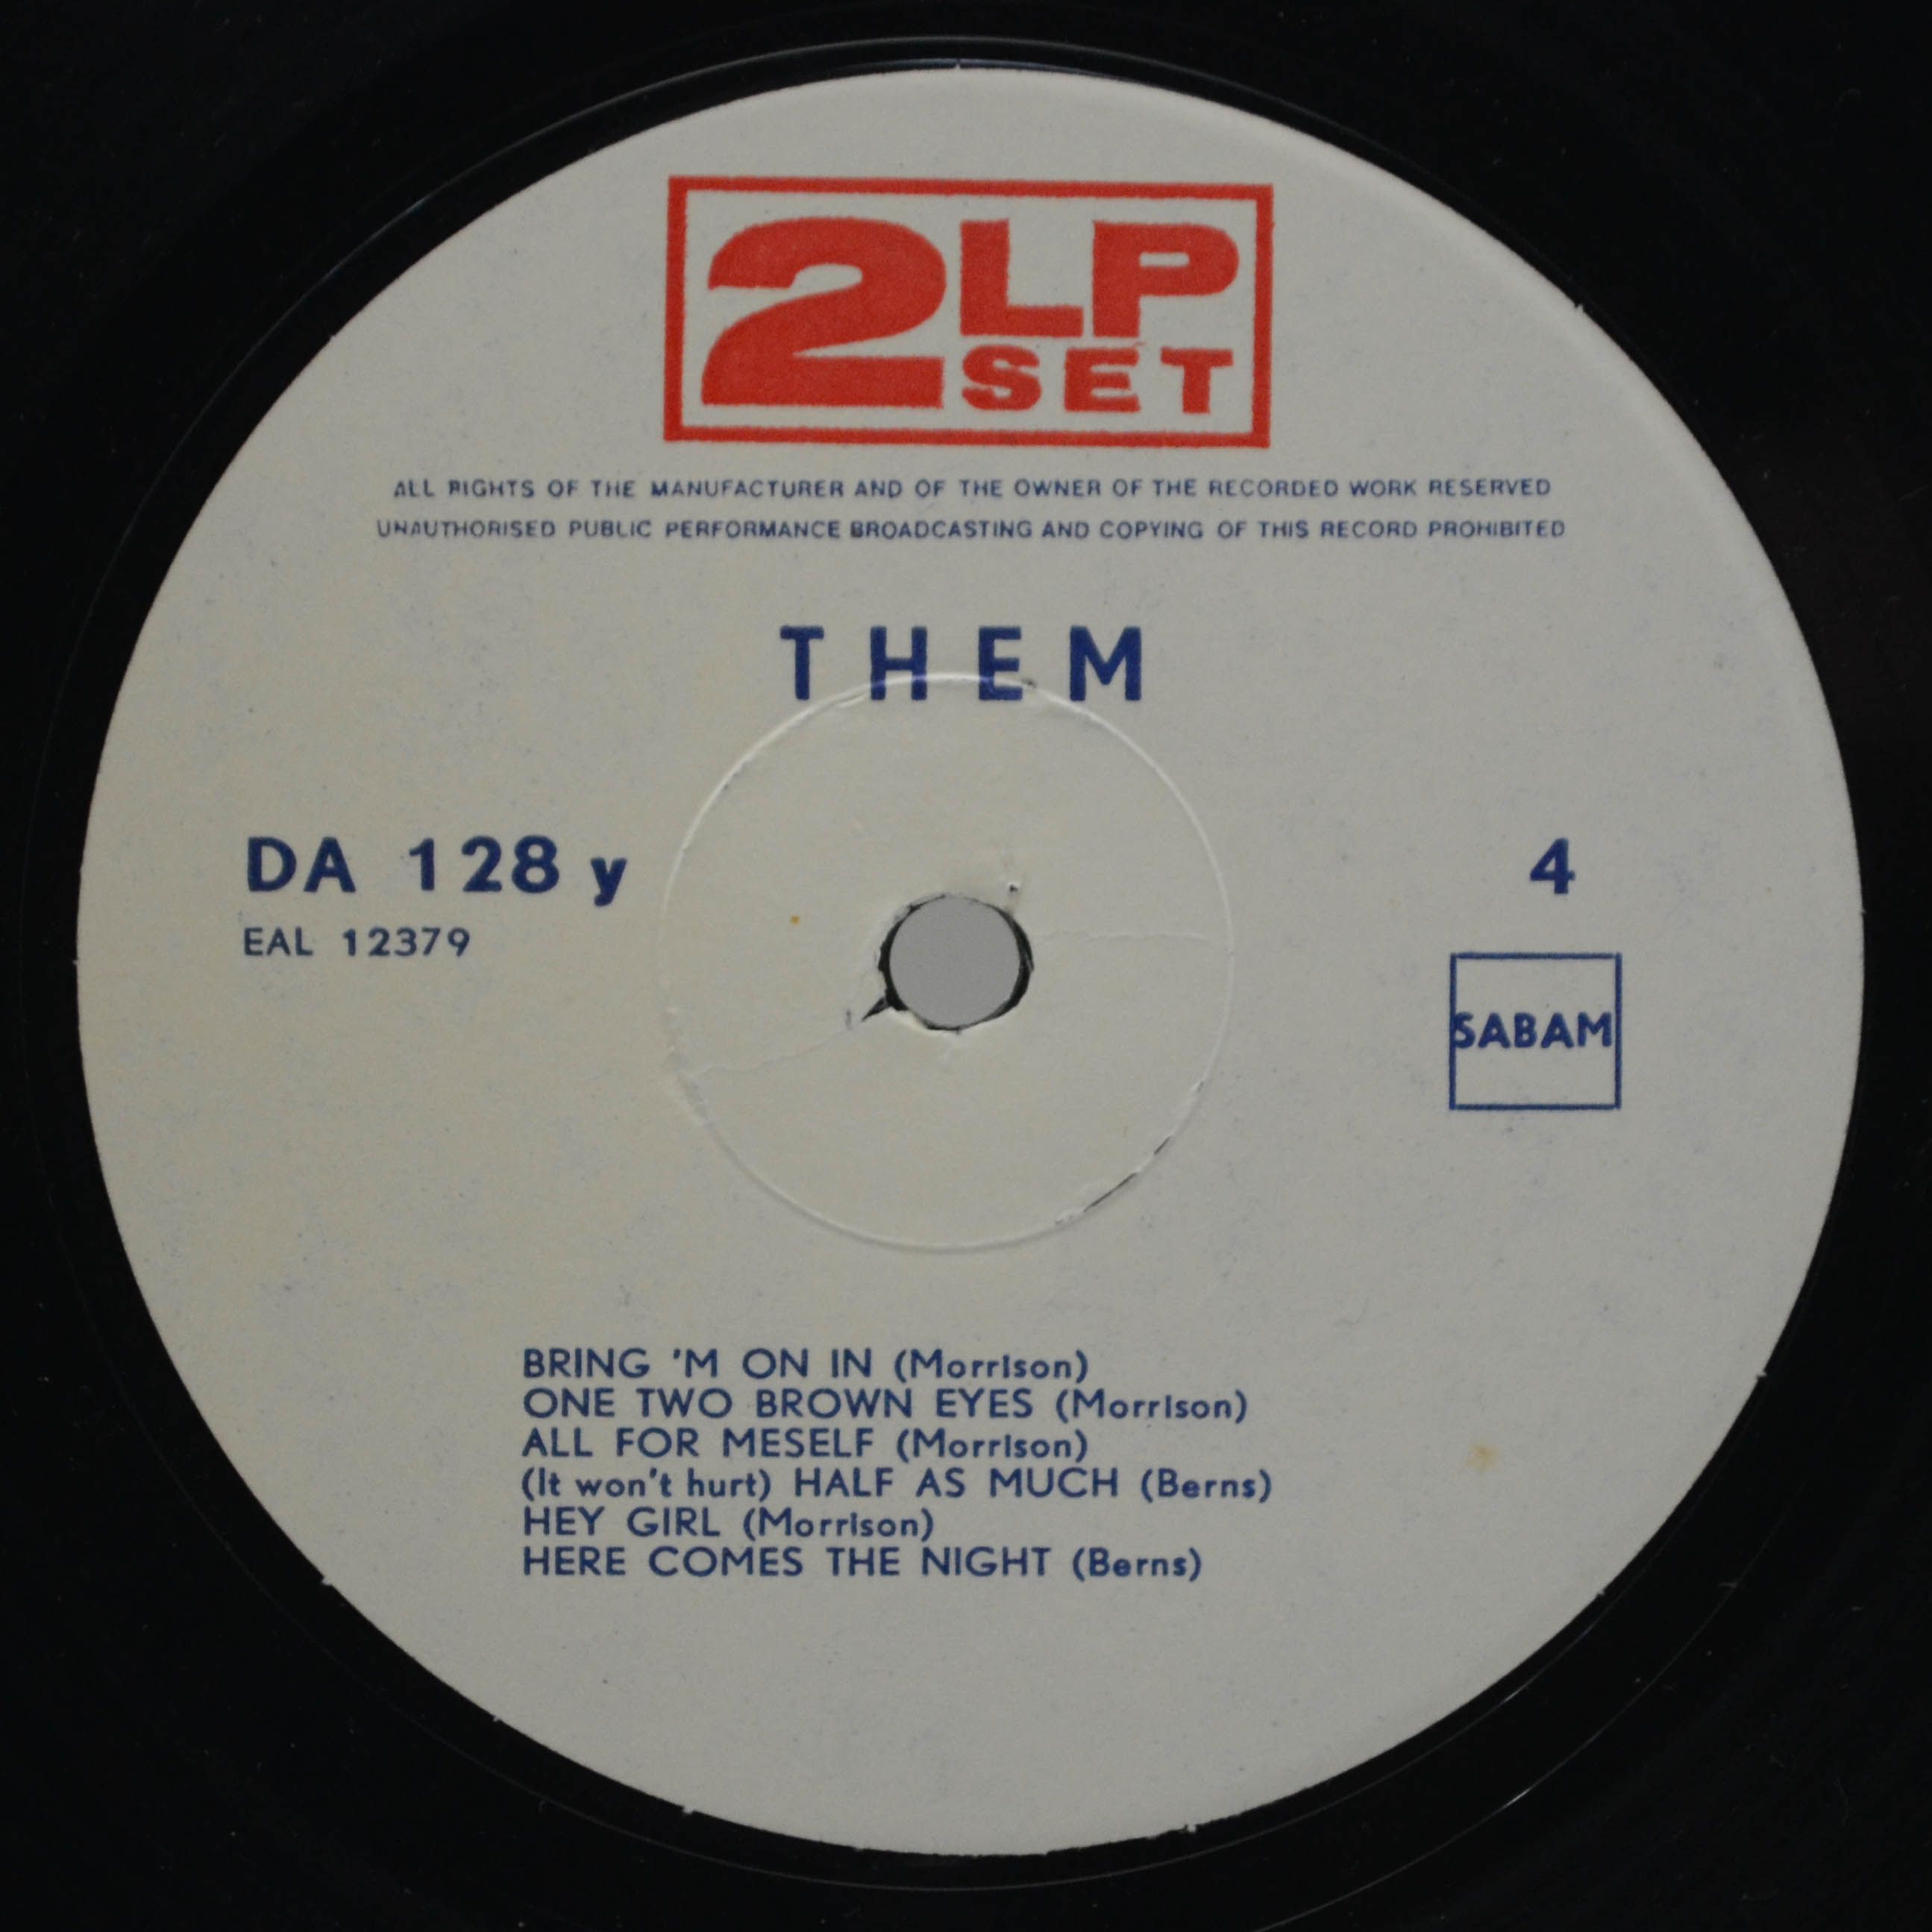 2 LP
SET
ALL RIGHTS OF THE MANUFACTURER AND OF THE OWNER OF THE RECORDED WORK RESERVED
UNAUTHORISED PUBLIC PERFORMANCE BROADCASTING AND COPYING OF THIS RECORD PROHIBITED
THEM
DA 128 y
EAL 12379
4
SABAM
BRING 'M ON IN (Morrison)
ONE TWO BROWN EYES (Morrison)
ALL FOR MESELF (Morrison)
(It won't hurt) HALF AS MUCH (Berns)
HEY GIRL (Morrison)
HERE COMES THE NIGHT (Berns)